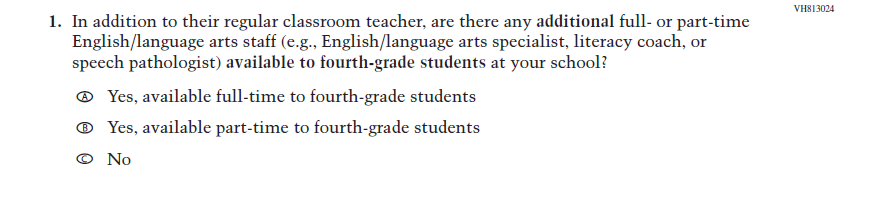 VH813024
1. In addition to their regular classroom teacher, are there any additional full- or part-time
English/language arts staff (e.g., English/language arts specialist, literacy coach, or
speech pathologist) available to fourth-grade students at your school?
Ⓐ Yes, available full-time to fourth-grade students
Ⓑ Yes, available part-time to fourth-grade students
Ⓒ No